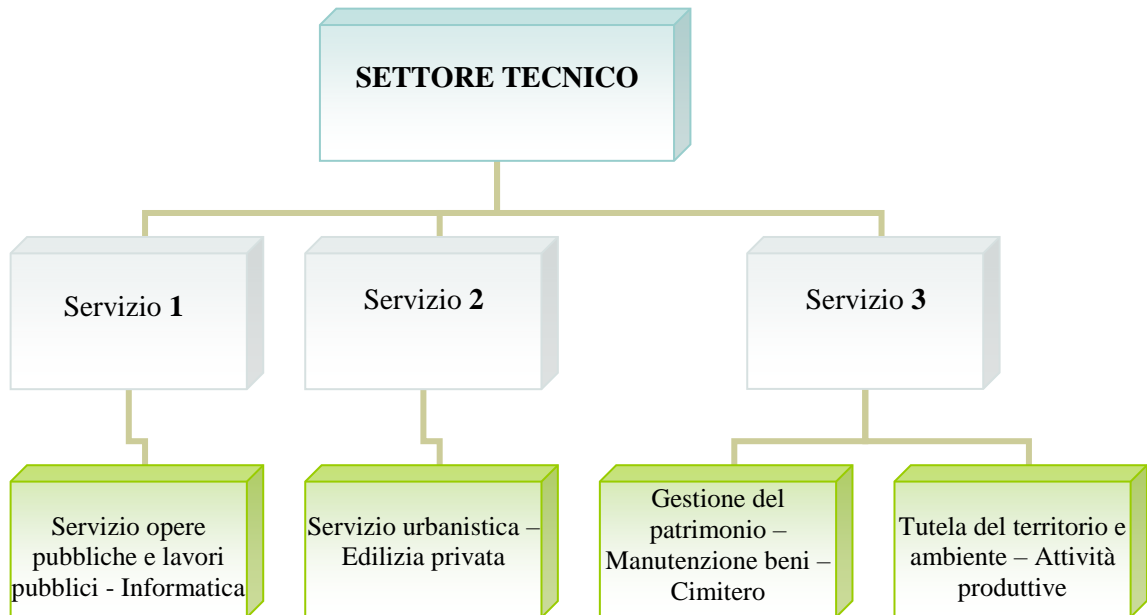 SETTORE TECNICO
Servizio 1
Servizio 2
Servizio 3
Servizio opere
pubbliche e lavori
pubblici - Informatica
Servizio urbanistica –
Edilizia privata
Gestione del
patrimonio –
Manutenzione beni –
Cimitero
Tutela del territorio e
ambiente – Attività
produttive